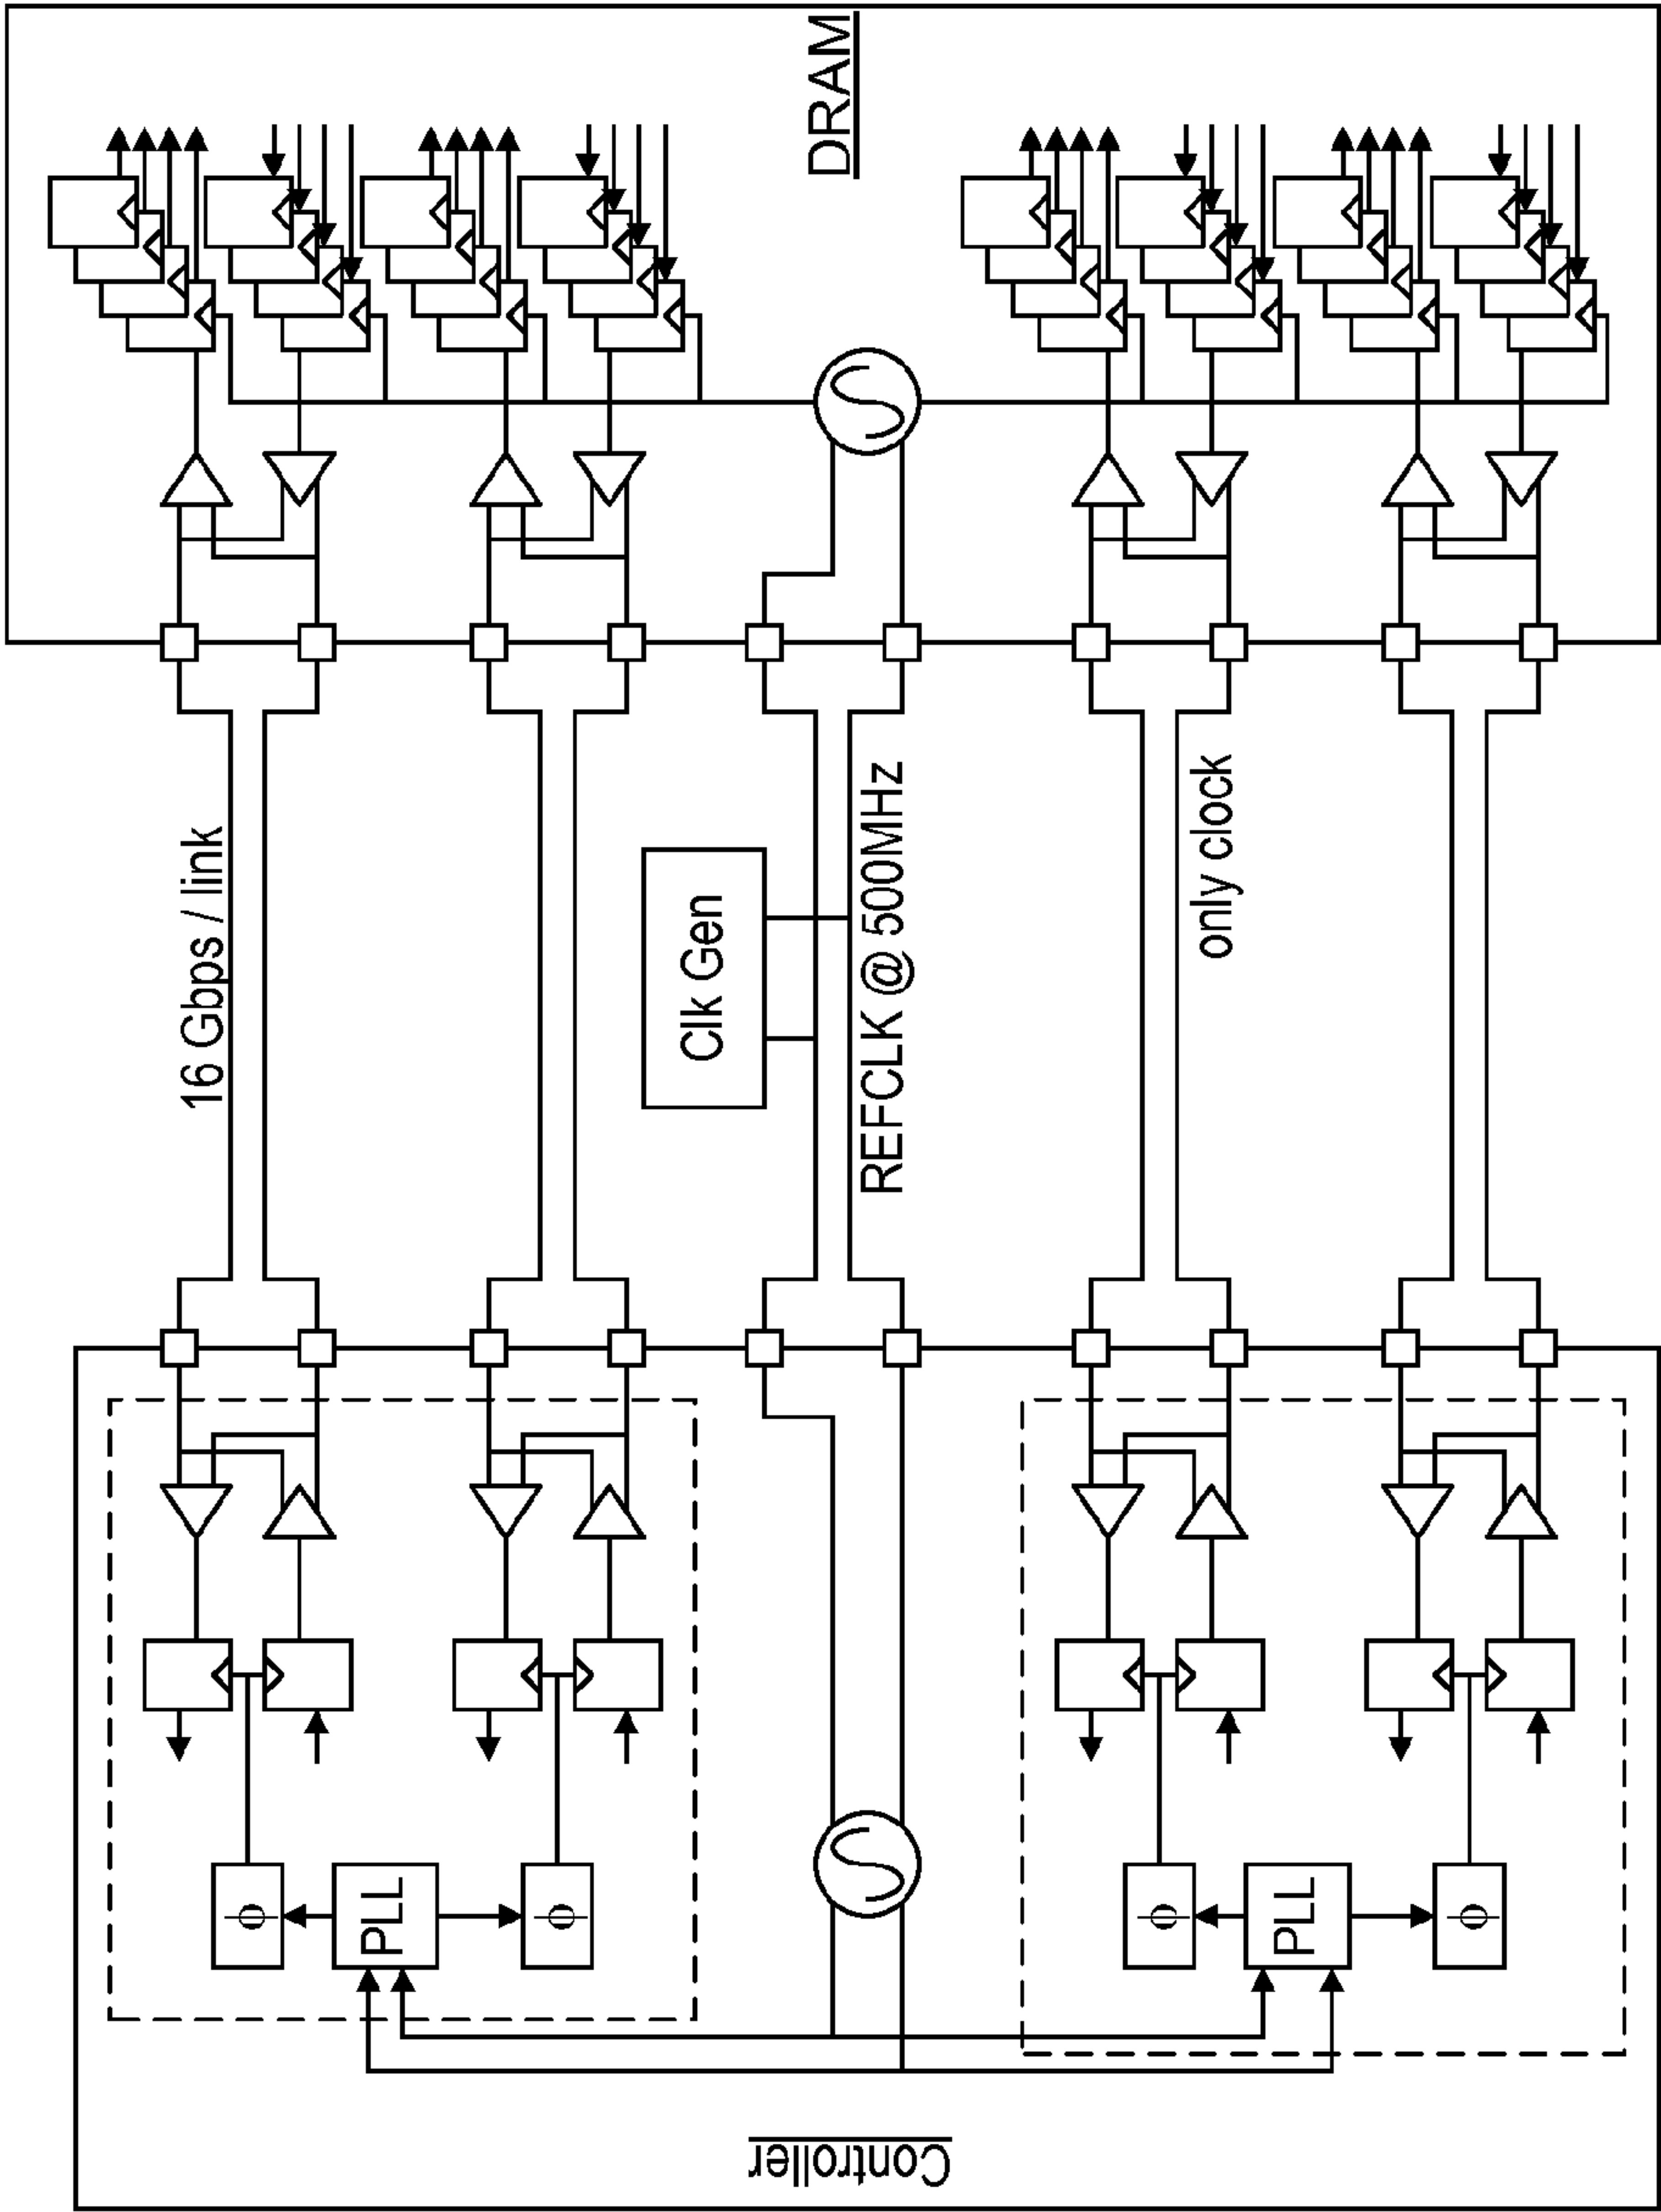 16 Gbps / link
ϕ
PLL
ϕ
Clk Gen
Controller
DRAM
REFCLK @ 500MHz
ϕ
only clock
PLL
ϕ